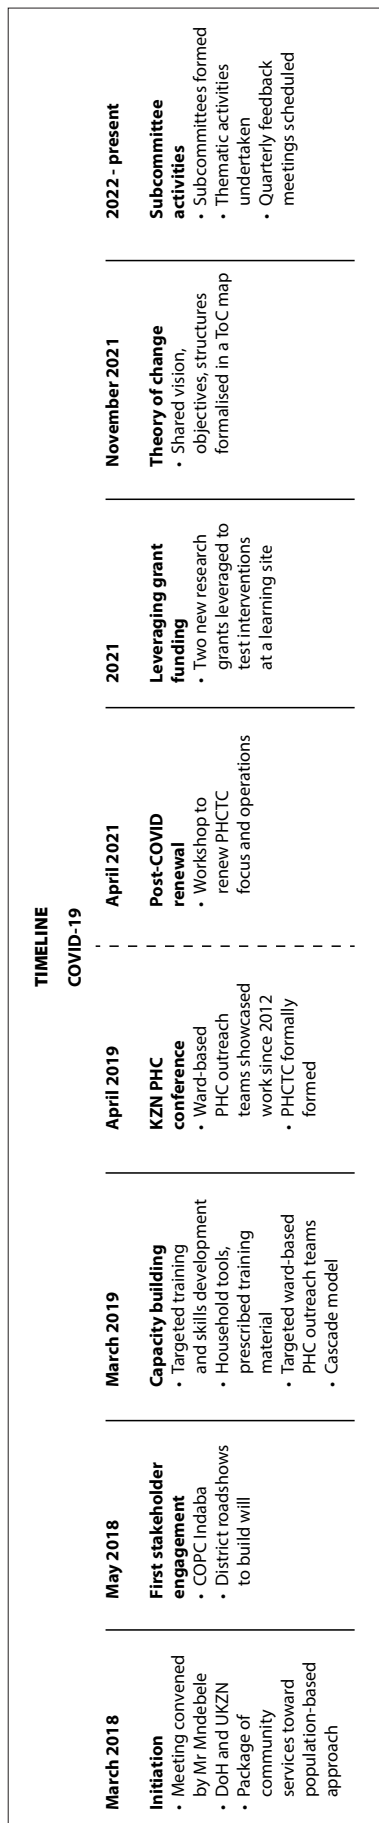 TIMELINE
COVID-19
March 2018
Initiation
• Meeting convened
by Mr Mndebele
• DoH and UKZN
• Package of
community
services toward
population-based
approach
May 2018
First stakeholder
engagement
• COPC Indaba
• District roadshows
to build will
March 2019
Capacity building
• Targeted training
and skills development
• Household tools,
prescribed training
material
• Targeted ward-based
PHC outreach teams
• Cascade model
April 2019
KZN PHC
conference
• Ward-based
PHC outreach
teams showcased
work since 2012
• PHCTC formally
formed
April 2021
Post-COVID
renewal
• Workshop to
renew PHCTC
focus and operations
2021
Leveraging grant
funding
• Two new research
grants leveraged to
test interventions
at a learning site
November 2021
Theory of change
• Shared vision,
objectives, structures
formalised in a ToC map
2022 - present
Subcommittee
activities
• Subcommittees formed
• Thematic activities
undertaken
• Quarterly feedback
meetings scheduled